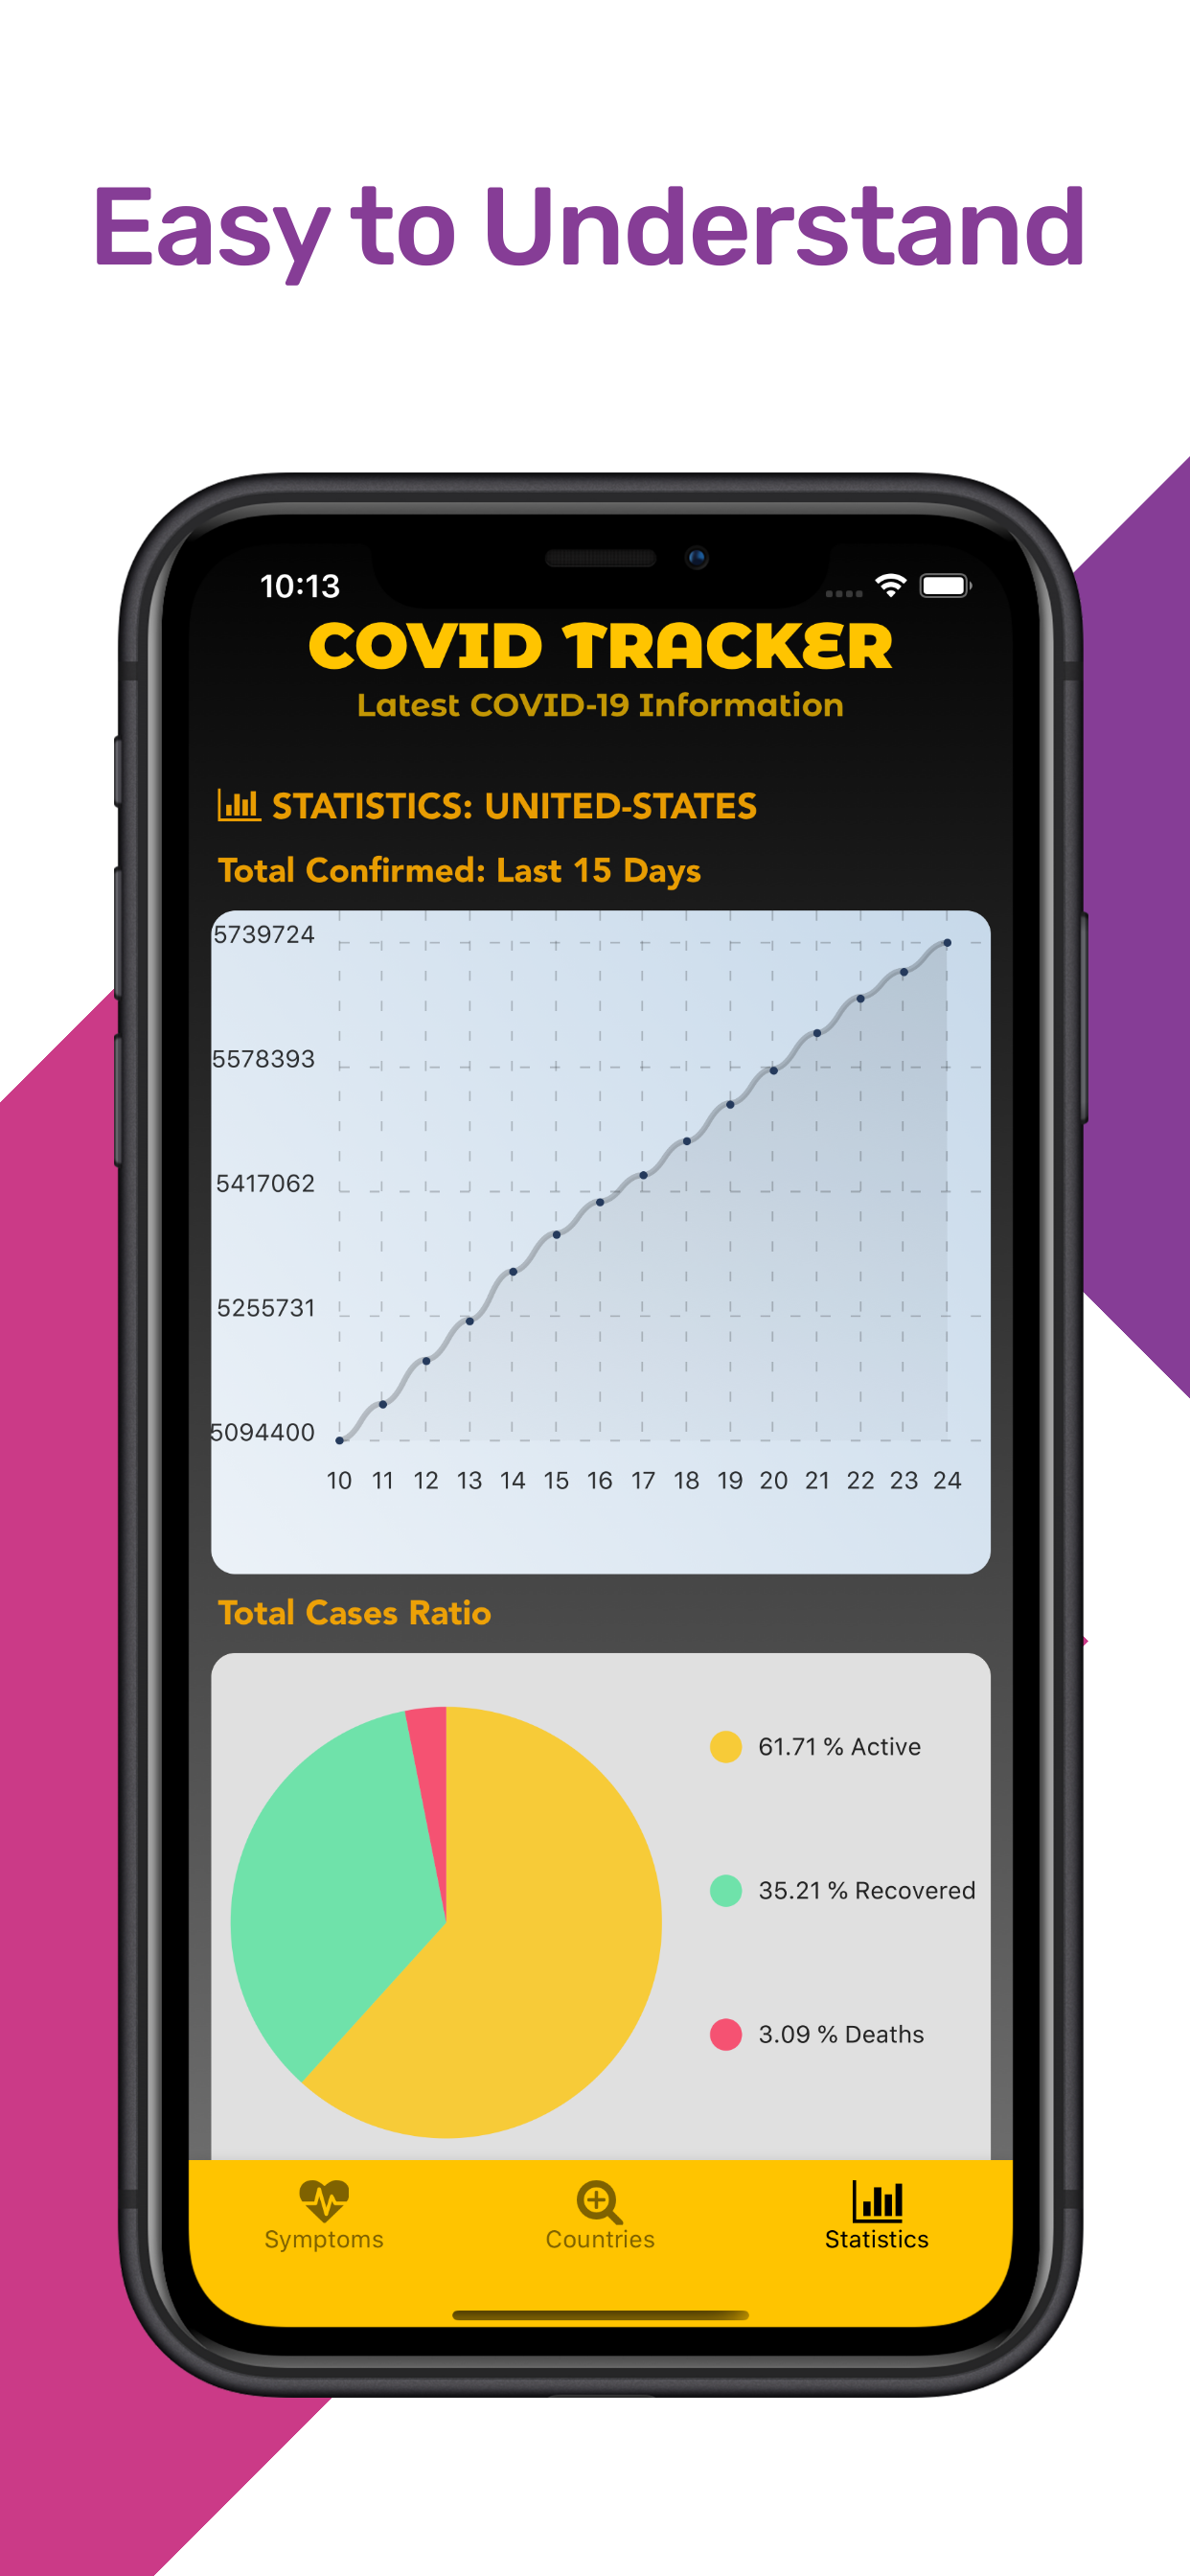 Easy to Understand
10:13
COVID TRACKER
Latest COVID-19 Information
STATISTICS: UNITED-STATES
Total Confirmed: Last 15 Days
5739724
5578393
5417062
5255731
5094400
10 11 12 13 14 15 16 17 18 19 20 21 22 23 24
Total Cases Ratio
61.71 % Active
35.21 % Recovered
3.09 % Deaths
Symptoms Countries Statistics